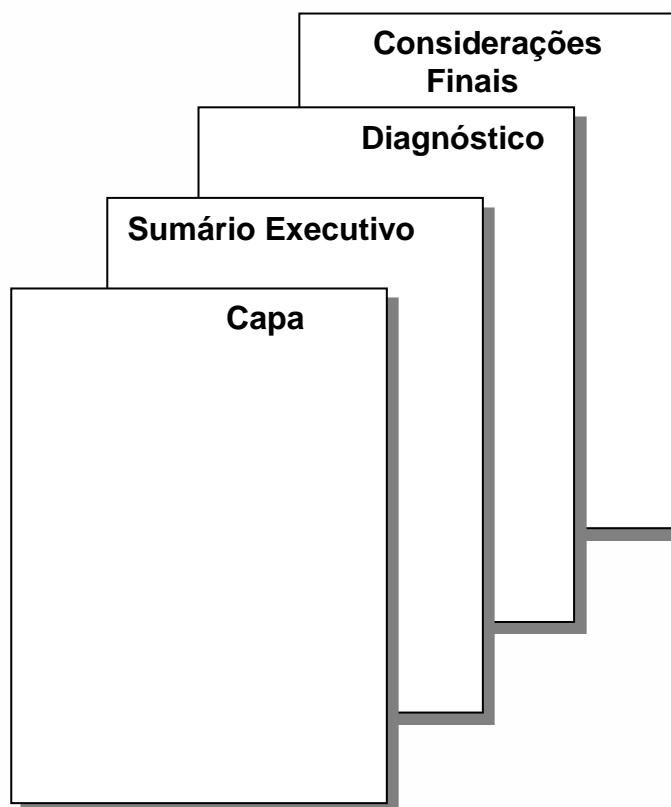 Considerações
Finais
Diagnóstico
Sumário Executivo
Capa